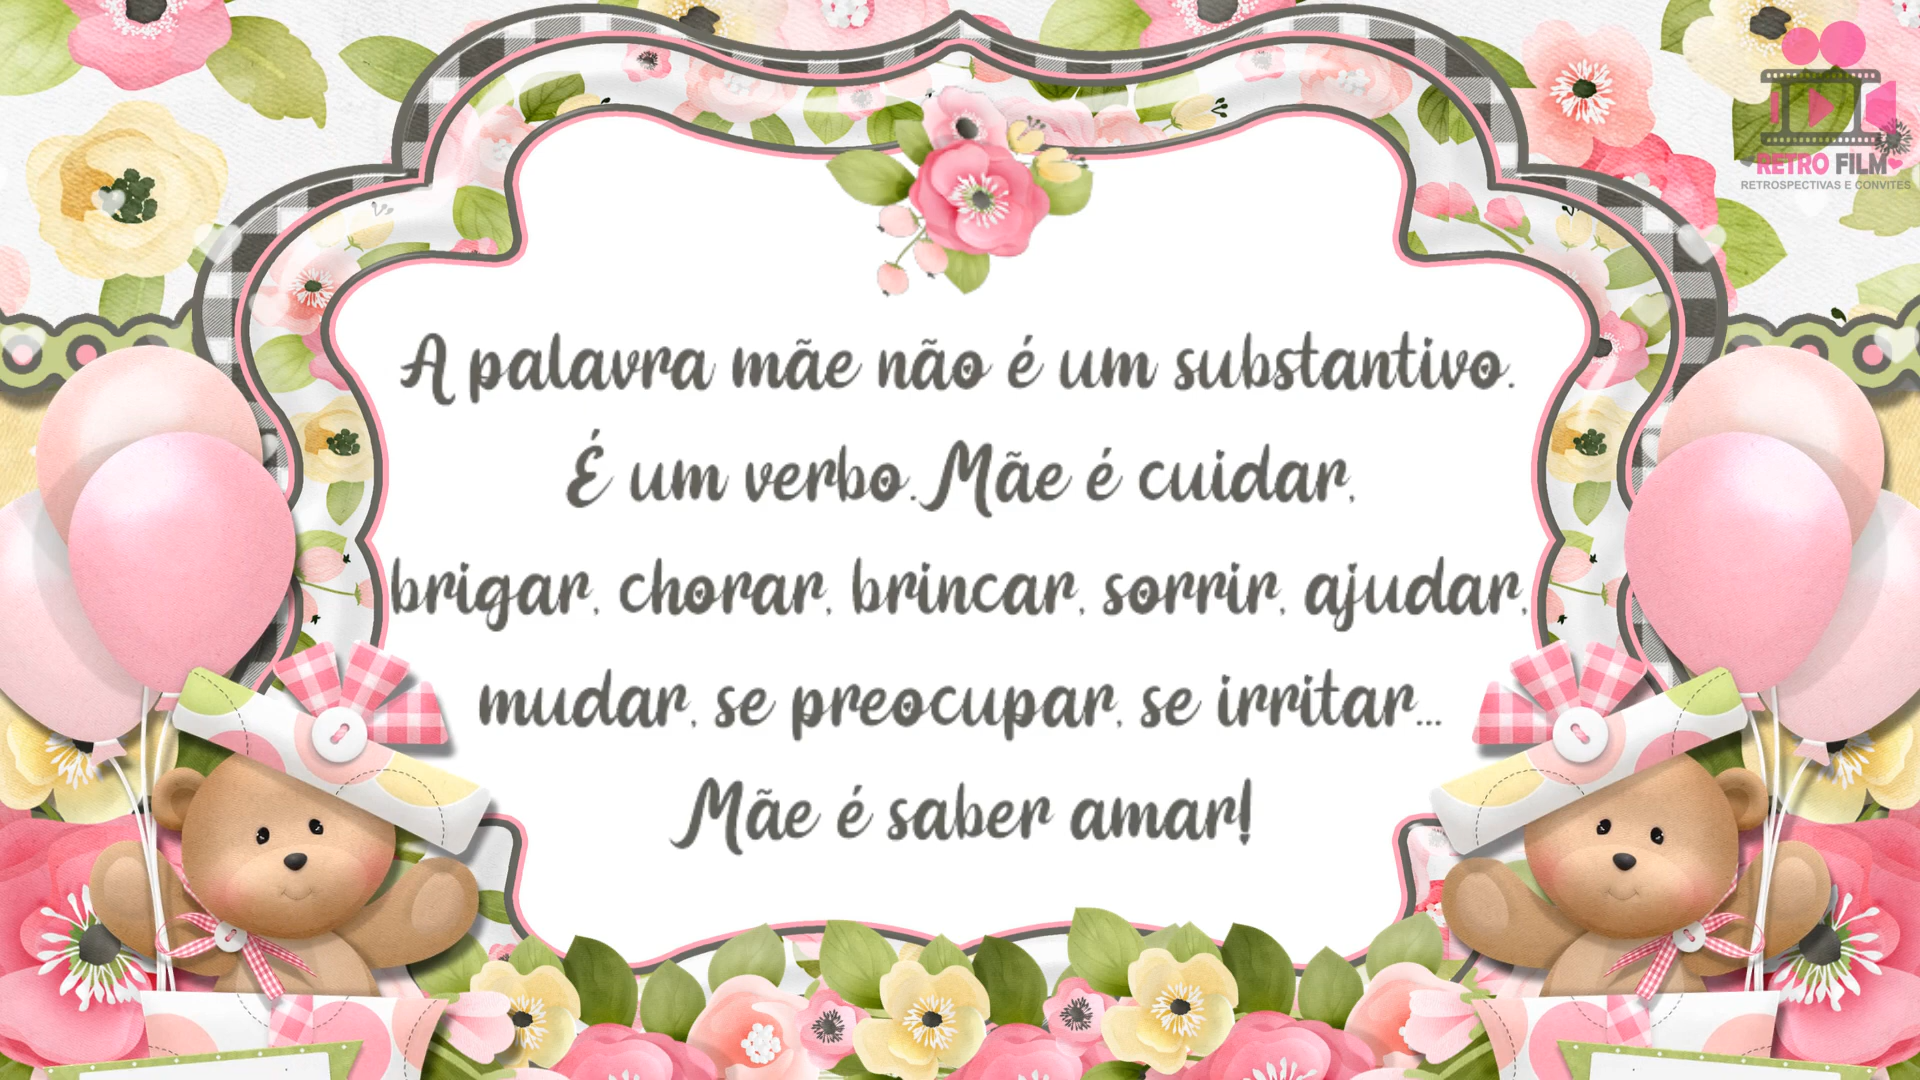 RETRO FILM
RETROSPECTIVAS E CONVITES
A palavra mãe não é um substantivo.
É um verbo. Mãe é cuidar,
brigar, chorar, brincar, sorrir, ajudar,
mudar, se preocupar, se irritar...
Mãe é saber amar!